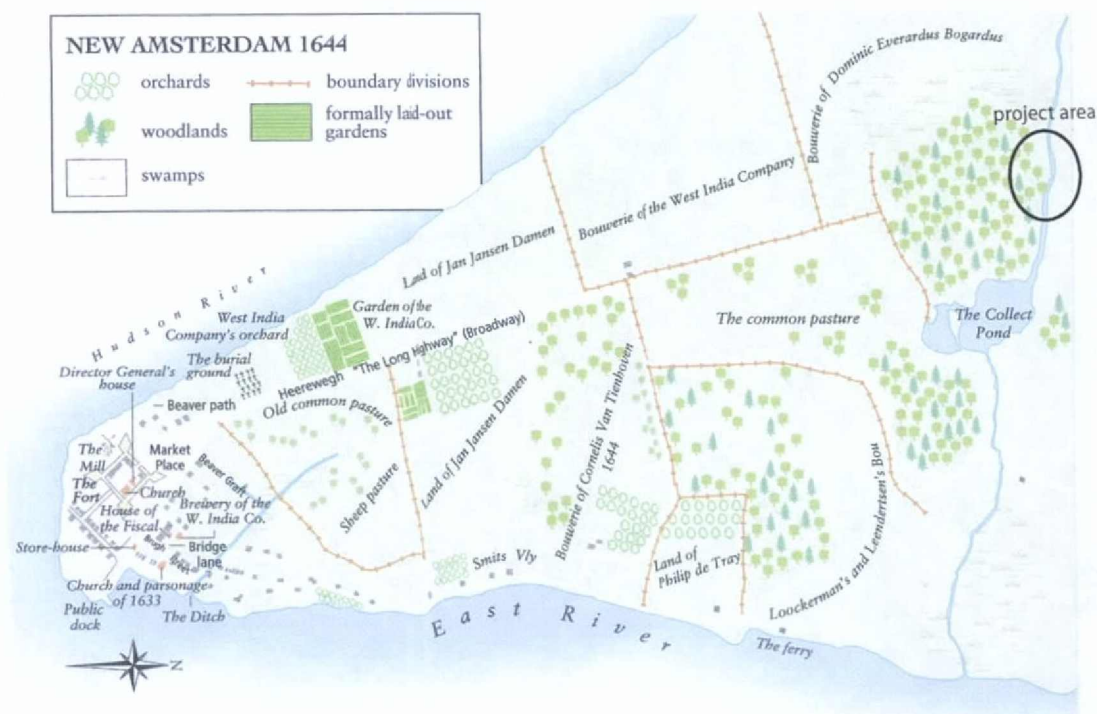 NEW AMSTERDAM 1644
orchards
boundary divisions
woodlands
formally laid-out
gardens
swamps
project area
Bouwerie of Dominic Everardus Bogardus
Bouwerie of the West India Company
Land of Jan Jansen Damen
Hudson River
West India
Company's orchard
Garden of the
W. India Co.
The common pasture
The Collect
Pond
The burial
ground
Director General's
house
Heerewegh "The Long Highway" (Broadway)
Beaver path
Old common pasture
Market
Place
The
Mill
The
Fort
Beaver Graft
Church
Brewery of the
W. India Co.
House of
the Fiscal
Sheep pasture
Land of Jan Jansen Damen
Bouwerie of Cornelis Van Tienhoven
1644
Store-house
Bridge
lane
Smits Vly
Land of
Philip de Tray
Loockerman's and Leendertsen's Bou
Church and parsonage
of 1633
Public
dock
The Ditch
East River
The ferry
N